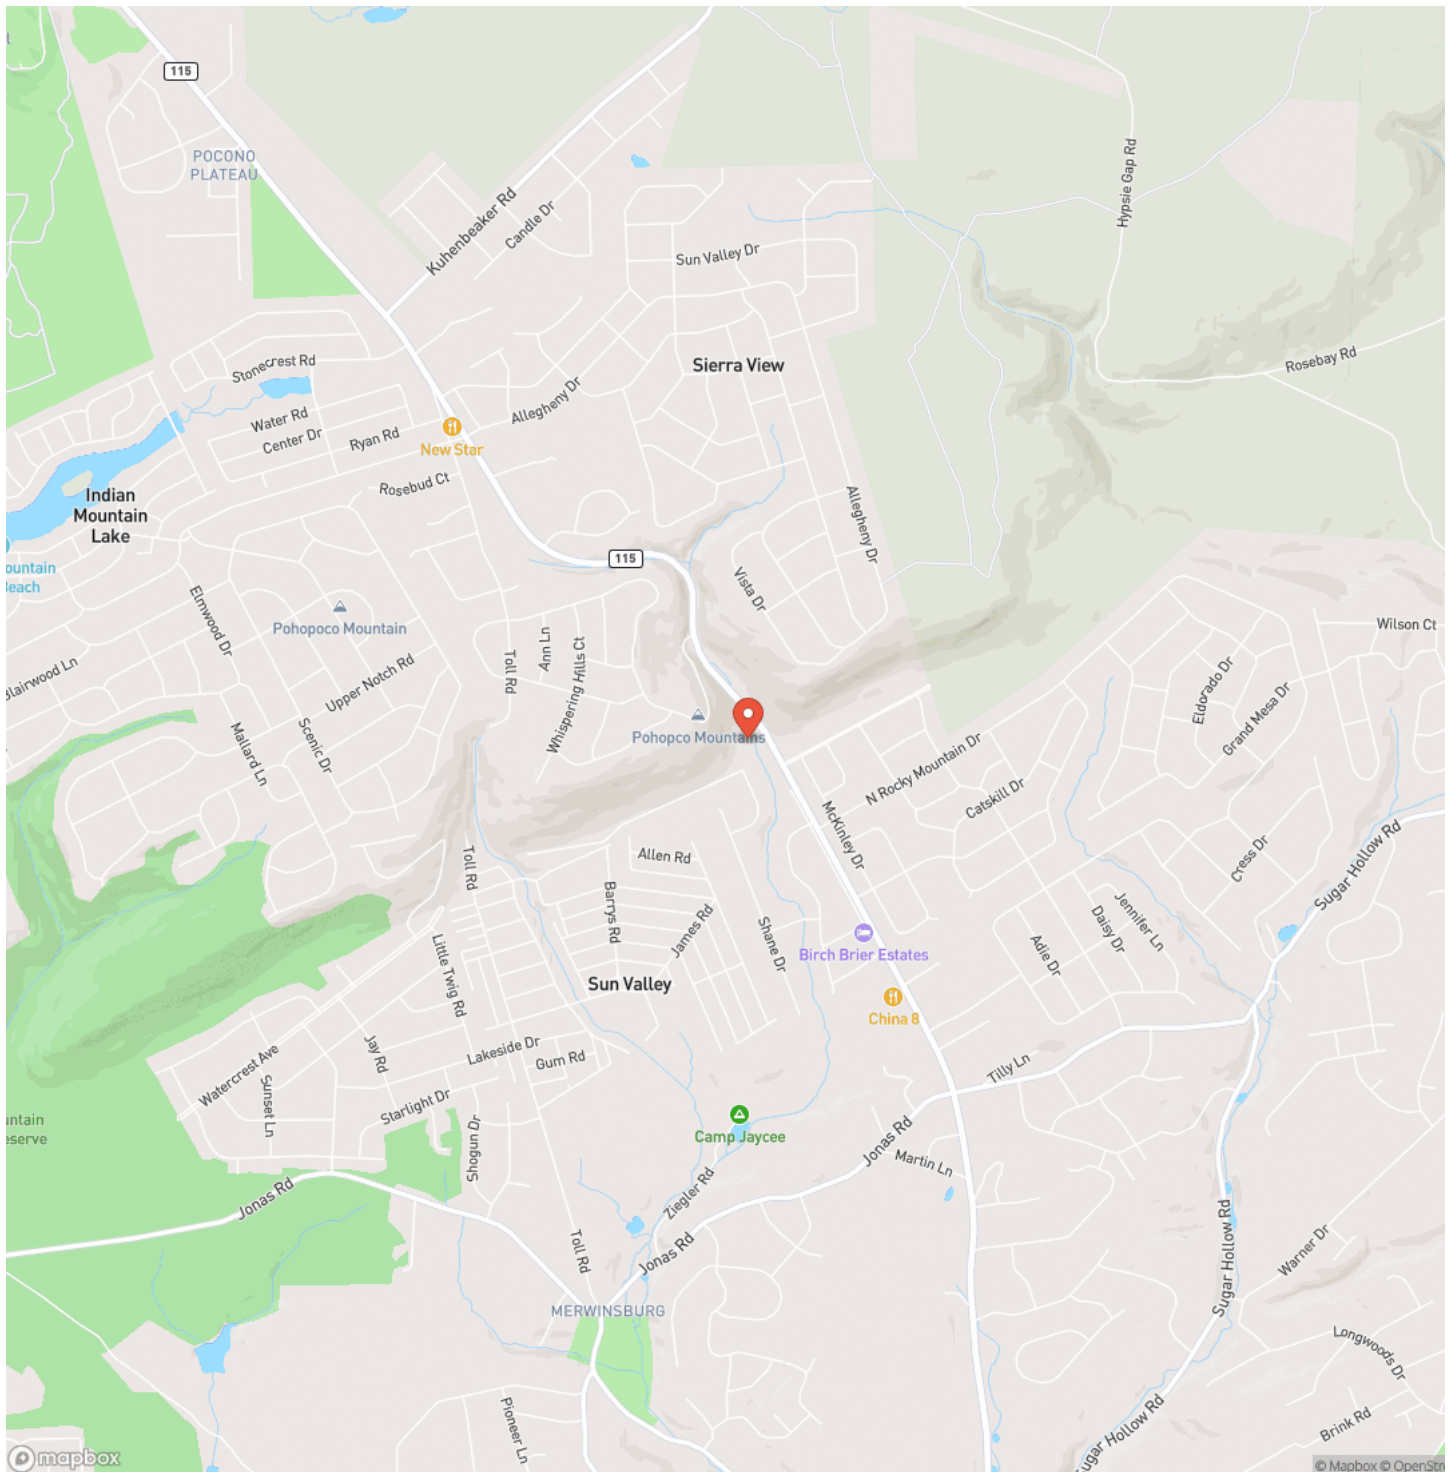 115
POCONO
PLATEAU
Kuhenbeaker Rd
Candle Dr
Hypsie Gap Rd
Sun Valley Dr
Stonecrest Rd
Sierra View
Rosebay Rd
Water Rd
Center Dr
Ryan Rd
Allegheny Dr
New Star
Rosebud Ct
Indian
Mountain
Lake
Allegheny Dr
115
ountain
Beach
Vista Dr
Elmwood Dr
Pohopoco Mountain
Wilson Ct
Ann Ln
Toll Rd
Whispering Hills Ct
Blairwood Ln
Upper Notch Rd
Eldorado Dr
Grand Mesa Dr
Mallard Ln
Scenic Dr
Pohopco Mountains
N Rocky Mountain Dr
Catskill Dr
McKinley Dr
Allen Rd
Toll Rd
Cress Dr
Sugar Hollow Rd
Barrys Rd
James Rd
Shane Dr
Jennifer Ln
Daisy Dr
Adie Dr
Birch Brier Estates
Little Twig Rd
Sun Valley
China 8
Lakeside Dr
Gum Rd
Jay Rd
Watercrest Ave
Sunset Ln
Starlight Dr
Tilly Ln
untain
eserve
Shogun Dr
Camp Jaycee
Jonas Rd
Martin Ln
Ziegler Rd
Jonas Rd
Jonas Rd
Toll Rd
Sugar Hollow Rd
Warner Dr
MERWINSBURG
Longwoods Dr
Pioneer Ln
Sugar Hollow Rd
Brink Rd
mapbox
© Mapbox © OpenStre